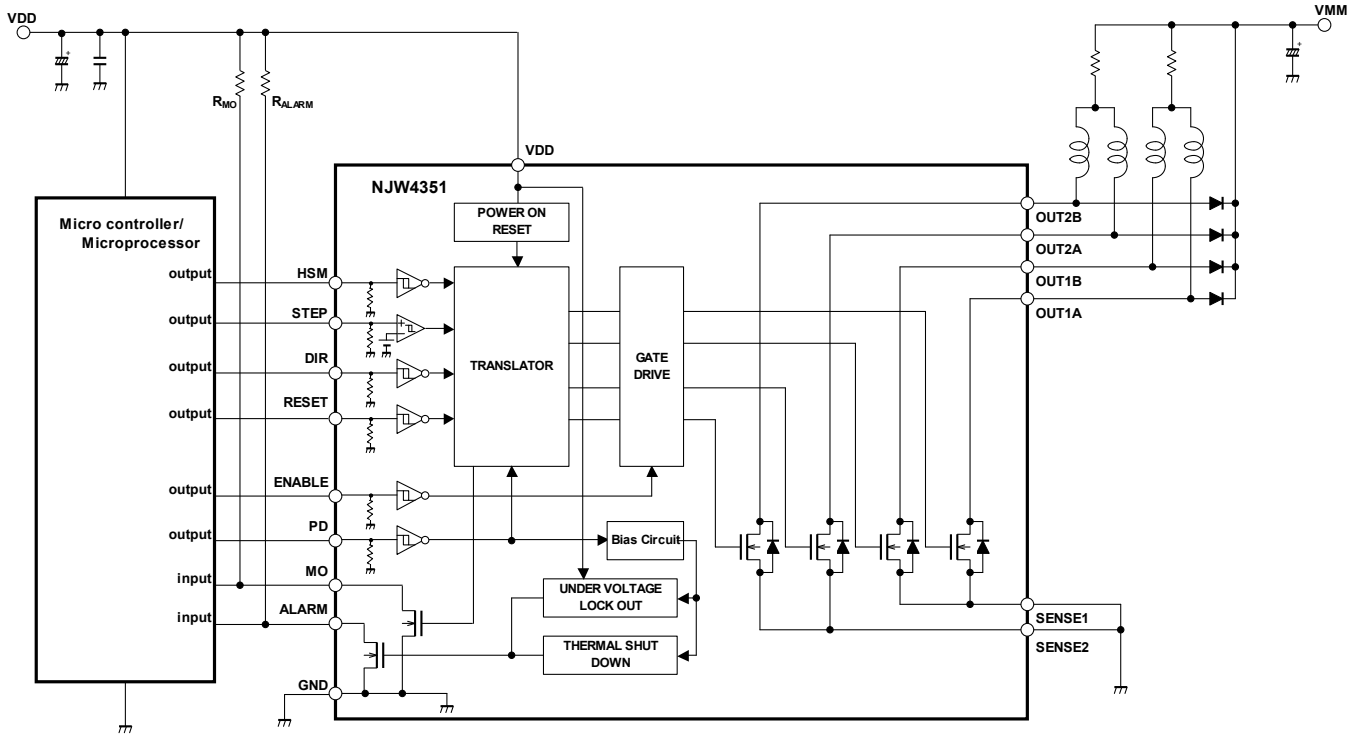 VDD
VMM
RMO
RALARM
VDD
NJW4351
POWER ON
RESET
Micro controller/
Microprocessor
OUT2B
OUT2A
OUT1B
OUT1A
output
HSM
output
STEP
output
DIR
output
RESET
TRANSLATOR
GATE
DRIVE
output
ENABLE
output
PD
Bias Circuit
input
MO
UNDER VOLTAGE
LOCK OUT
input
ALARM
THERMAL SHUT
DOWN
SENSE1
SENSE2
GND
+
+
+
-